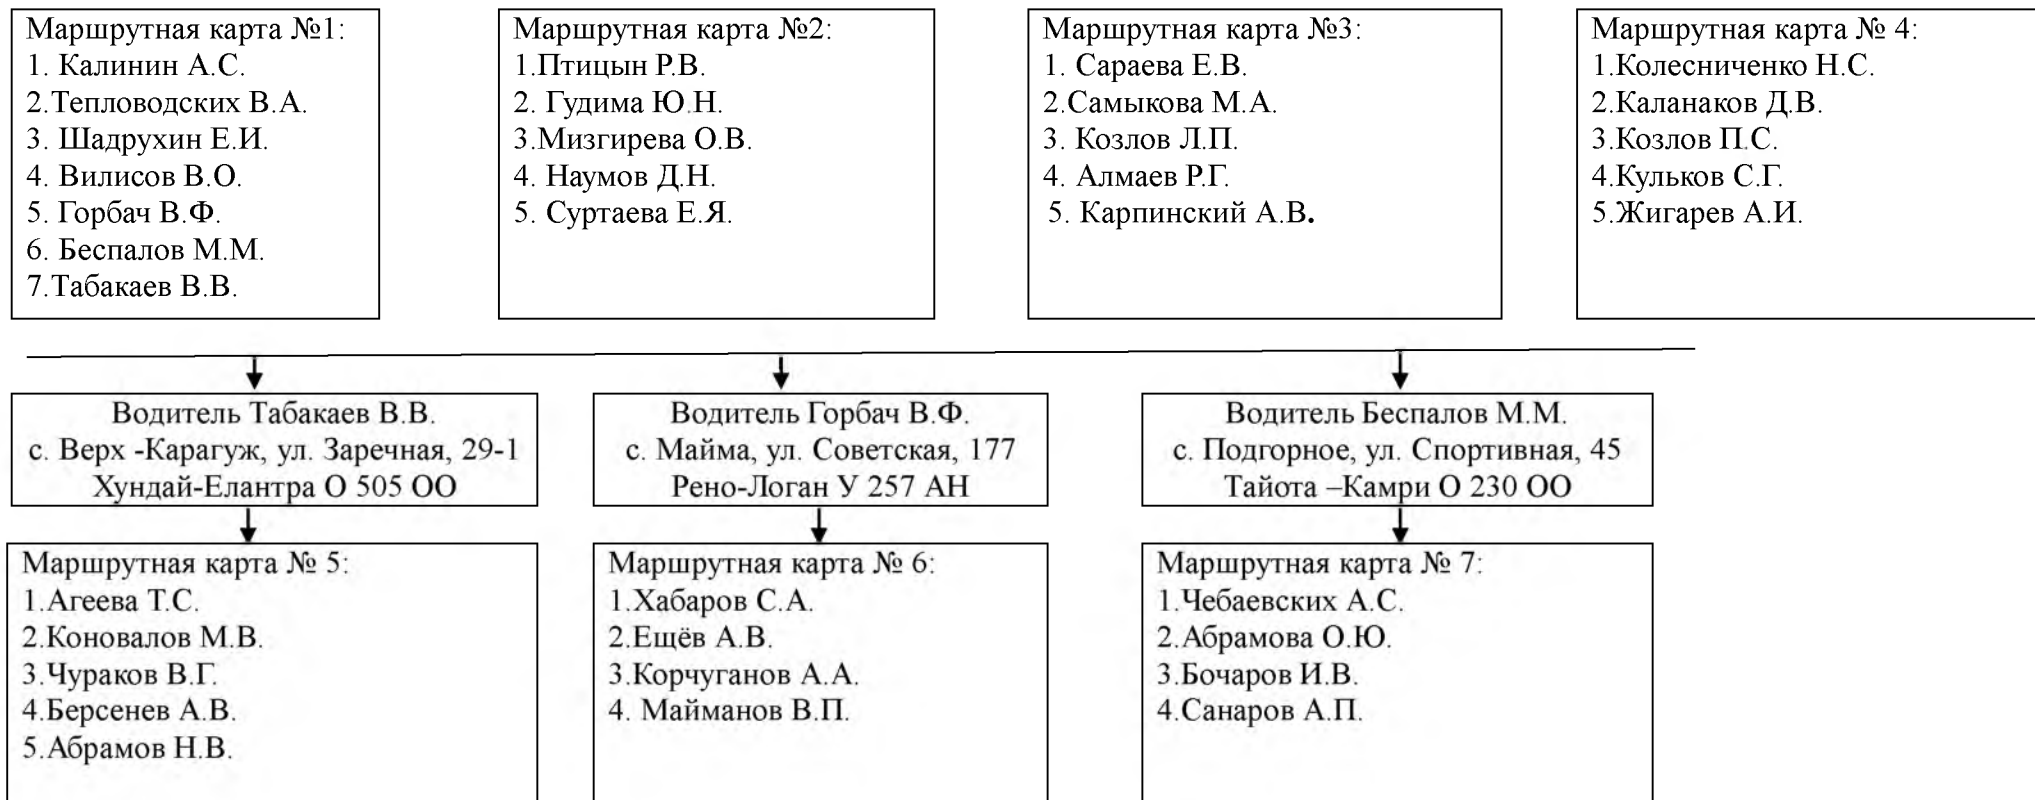 Маршрутная карта №1:
1. Калинин А.С.
2.Тепловодских В.А.
3. Шадрухин Е.И.
4. Вилисов В.О.
5. Горбач В.Ф.
6. Беспалов М.М.
7.Табакаев В.В.
Маршрутная карта №2:
1.Птицын Р.В.
2. Гудима Ю.Н.
3.Мизгирева О.В.
4. Наумов Д.Н.
5. Суртаева Е.Я.
Маршрутная карта №3:
1. Сараева Е.В.
2.Самыкова М.А.
3. Козлов Л.П.
4. Алмаев Р.Г.
5. Карпинский А.В.
Маршрутная карта № 4:
1.Колесниченко Н.С.
2.Каланаков Д.В.
3.Козлов П.С.
4.Кульков С.Г.
5.Жигарев А.И.
Водитель Табакаев В.В.
с. Верх -Карагуж, ул. Заречная, 29-1
Хундай-Елантра О 505 ОО
Водитель Горбач В.Ф.
с. Майма, ул. Советская, 177
Рено-Логан У 257 АН
Водитель Беспалов М.М.
с. Подгорное, ул. Спортивная, 45
Тайота –Камри О 230 ОО
Маршрутная карта № 5:
1.Агеева Т.С.
2.Коновалов М.В.
3.Чураков В.Г.
4.Берсенев А.В.
5.Абрамов Н.В.
Маршрутная карта № 6:
1.Хабаров С.А.
2.Ещёв А.В.
3.Корчуганов А.А.
4. Майманов В.П.
Маршрутная карта № 7:
1.Чебаевских А.С.
2.Абрамова О.Ю.
3.Бочаров И.В.
4.Санаров А.П.